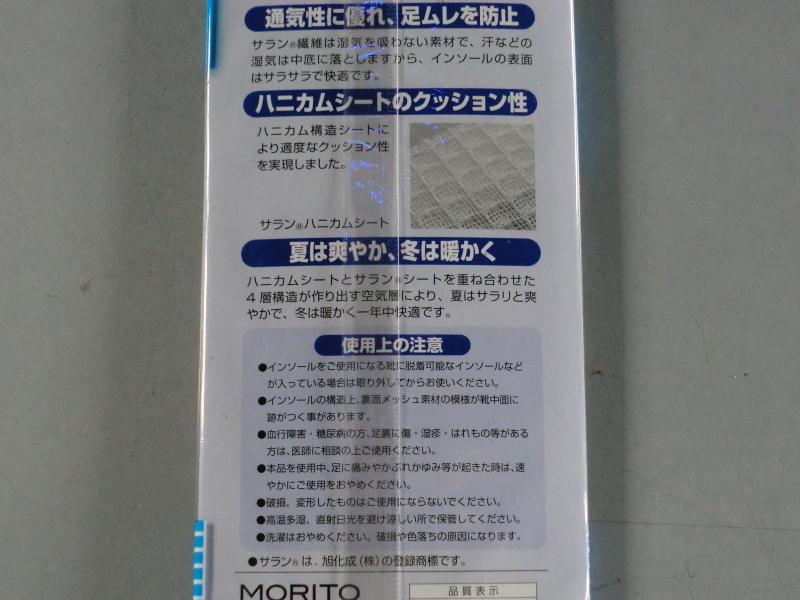 通気性に優れ、足ムレを防止
サラン®繊維は湿気を吸わない素材で、汗などの
湿気は中底に落としますから、インソールの表面
はサラサラで快適です。
ハニカムシートのクッション性
ハニカム構造シートに
より適度なクッション性
を実現しました。
サラン®ハニカムシート
夏は爽やか、冬は暖かく
ハニカムシートとサラン®シートを重ね合わせた
4層構造が作り出す空気層により、夏はサラリと爽
やかで、冬は暖かく一年中快適です。
使用上の注意
●インソールをご使用になる靴に脱着可能なインソールなど
が入っている場合は取り外してからお使いください。
●インソールの構造上、裏面メッシュ素材の模様が靴中面に
跡がつく事があります。
●血行障害・糖尿病の方、足裏に傷・湿疹・はれもの等がある
方は、医師に相談の上ご使用ください。
●本品を使用中、足に痛みやかぶれかゆみ等が起きた時は、速
やかにご使用をおやめください。
●破損、変形したものはご使用にならないでください。
●高温多湿、直射日光を避け涼しい所で保管してください。
●洗濯はおやめください。破損や色落ちの原因になります。
●サラン®は、旭化成(株)の登録商標です。
MORITO
品質表示